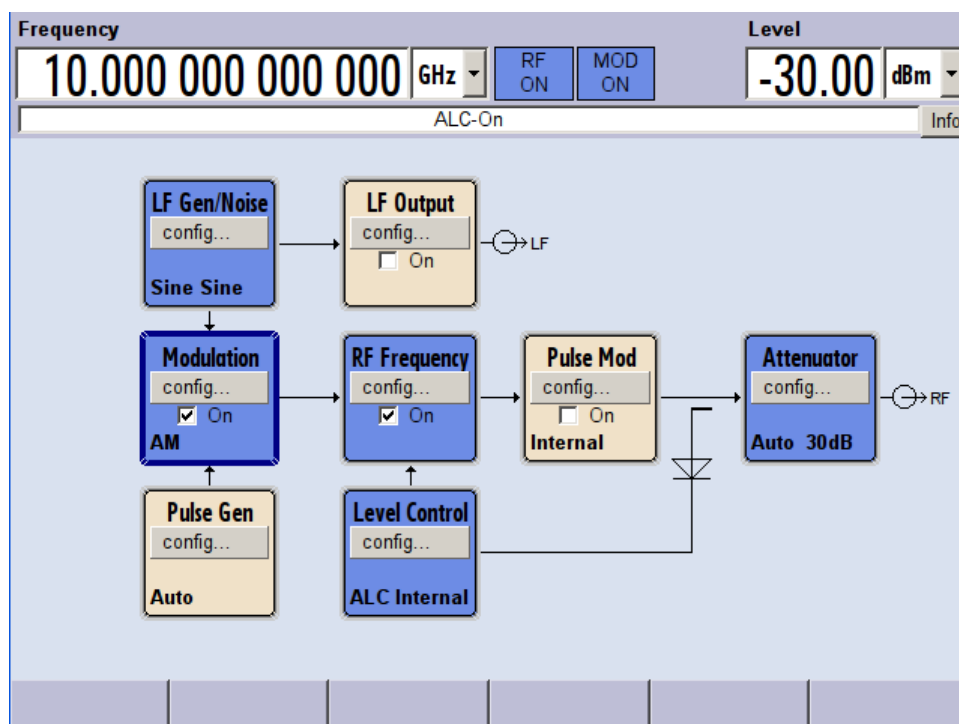 Frequency
Level
10.000 000 000 000
GHz
RF
ON
MOD
ON
-30.00
dBm
ALC-On
Info
LF Gen/Noise
config...
Sine Sine
LF Output
config...
On
LF
Modulation
config...
On
AM
RF Frequency
config...
On
Pulse Mod
config...
On
Internal
Attenuator
config...
Auto 30dB
RF
Pulse Gen
config...
Auto
Level Control
config...
ALC Internal